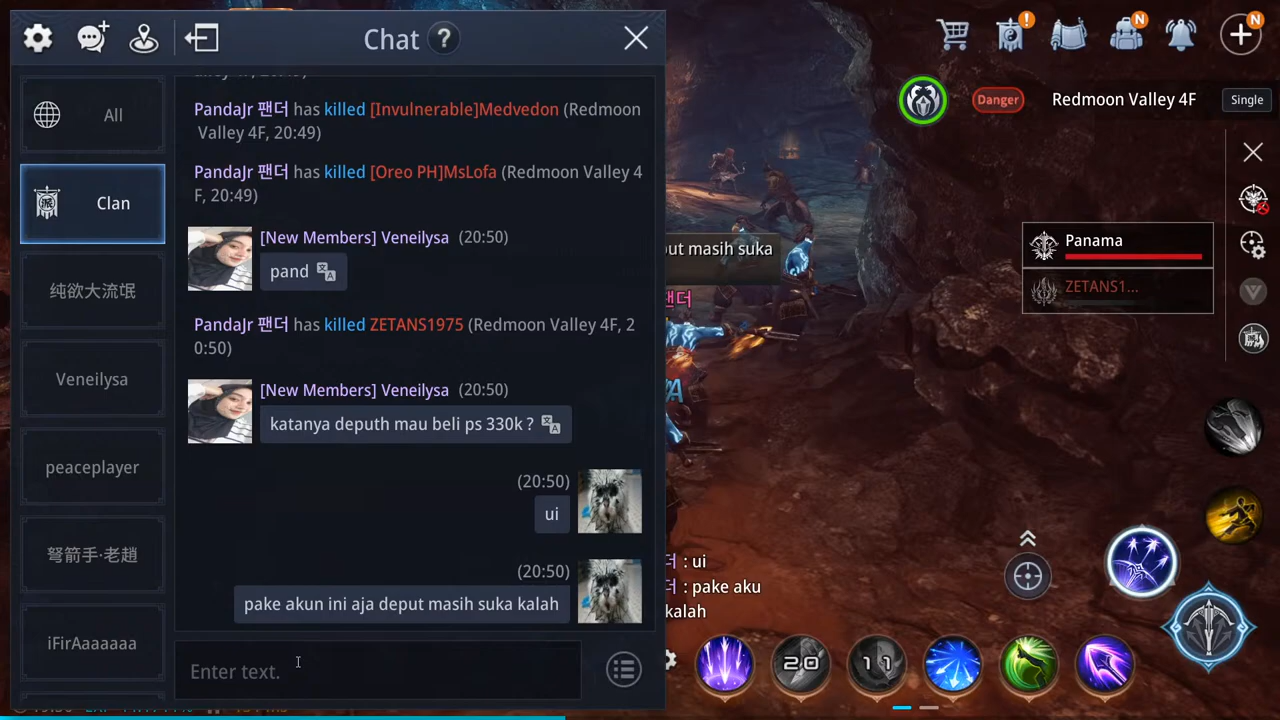 Chat ?
All
Clan
纯欲大流氓
Veneilysa
peaceplayer
弩箭手·老趙
iFirAaaaaaa
PandaJr 팬더 has killed [Invulnerable]Medvedon (Redmoon
Valley 4F, 20:49)
PandaJr 팬더 has killed [Oreo PH]MsLofa (Redmoon Valley 4
F, 20:49)
[New Members] Veneilysa (20:50)
pand
PandaJr 팬더 has killed ZETANS1975 (Redmoon Valley 4F, 2
0:50)
[New Members] Veneilysa (20:50)
katanya deputh mau beli ps 330k ?
(20:50)
ui
(20:50)
pake akun ini aja deput masih suka kalah
Enter text.
N
N
Danger
Redmoon Valley 4F
Single
Panama
ZETANS1...
put masih suka
: ui
: pake aku
kalah
20
11